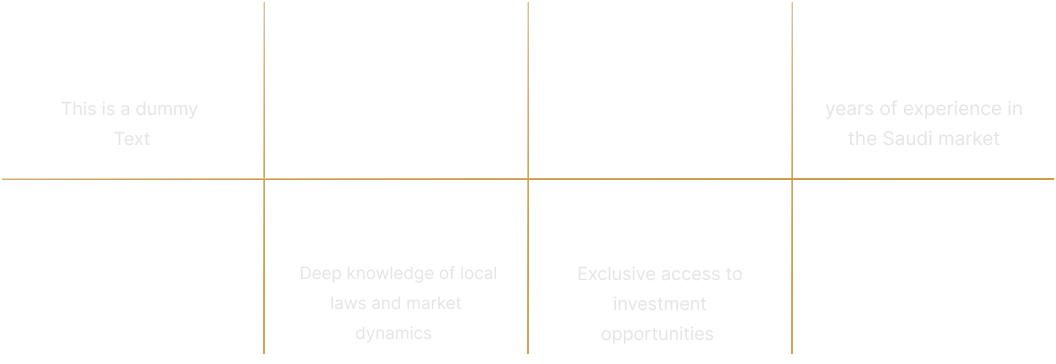 This is a dummy
Text
years of experience in
the Saudi market
Deep knowledge of local
laws and market
dynamics
Exclusive access to
investment
opportunities